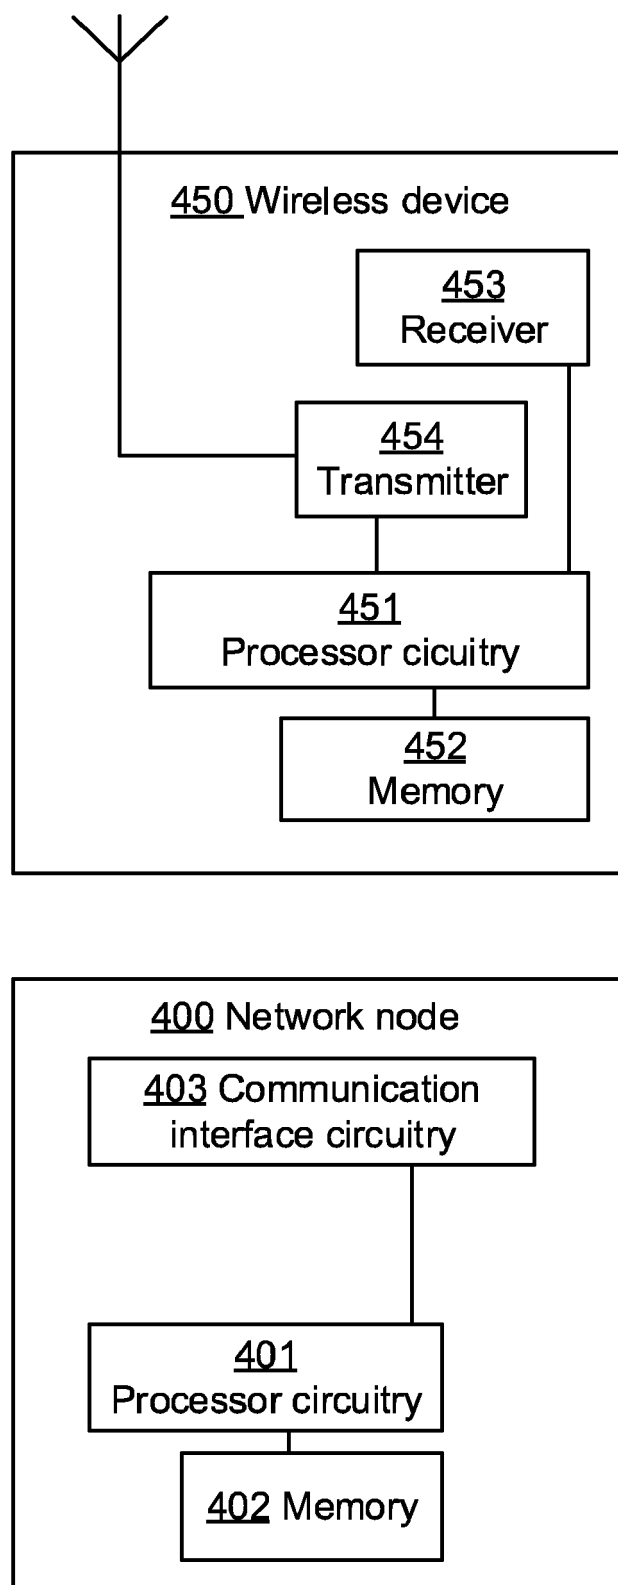 450 Wireless device
453
Receiver
454
Transmitter
451
Processor cicuitry
452
Memory
400 Network node
403 Communication
interface circuitry
401
Processor circuitry
402 Memory